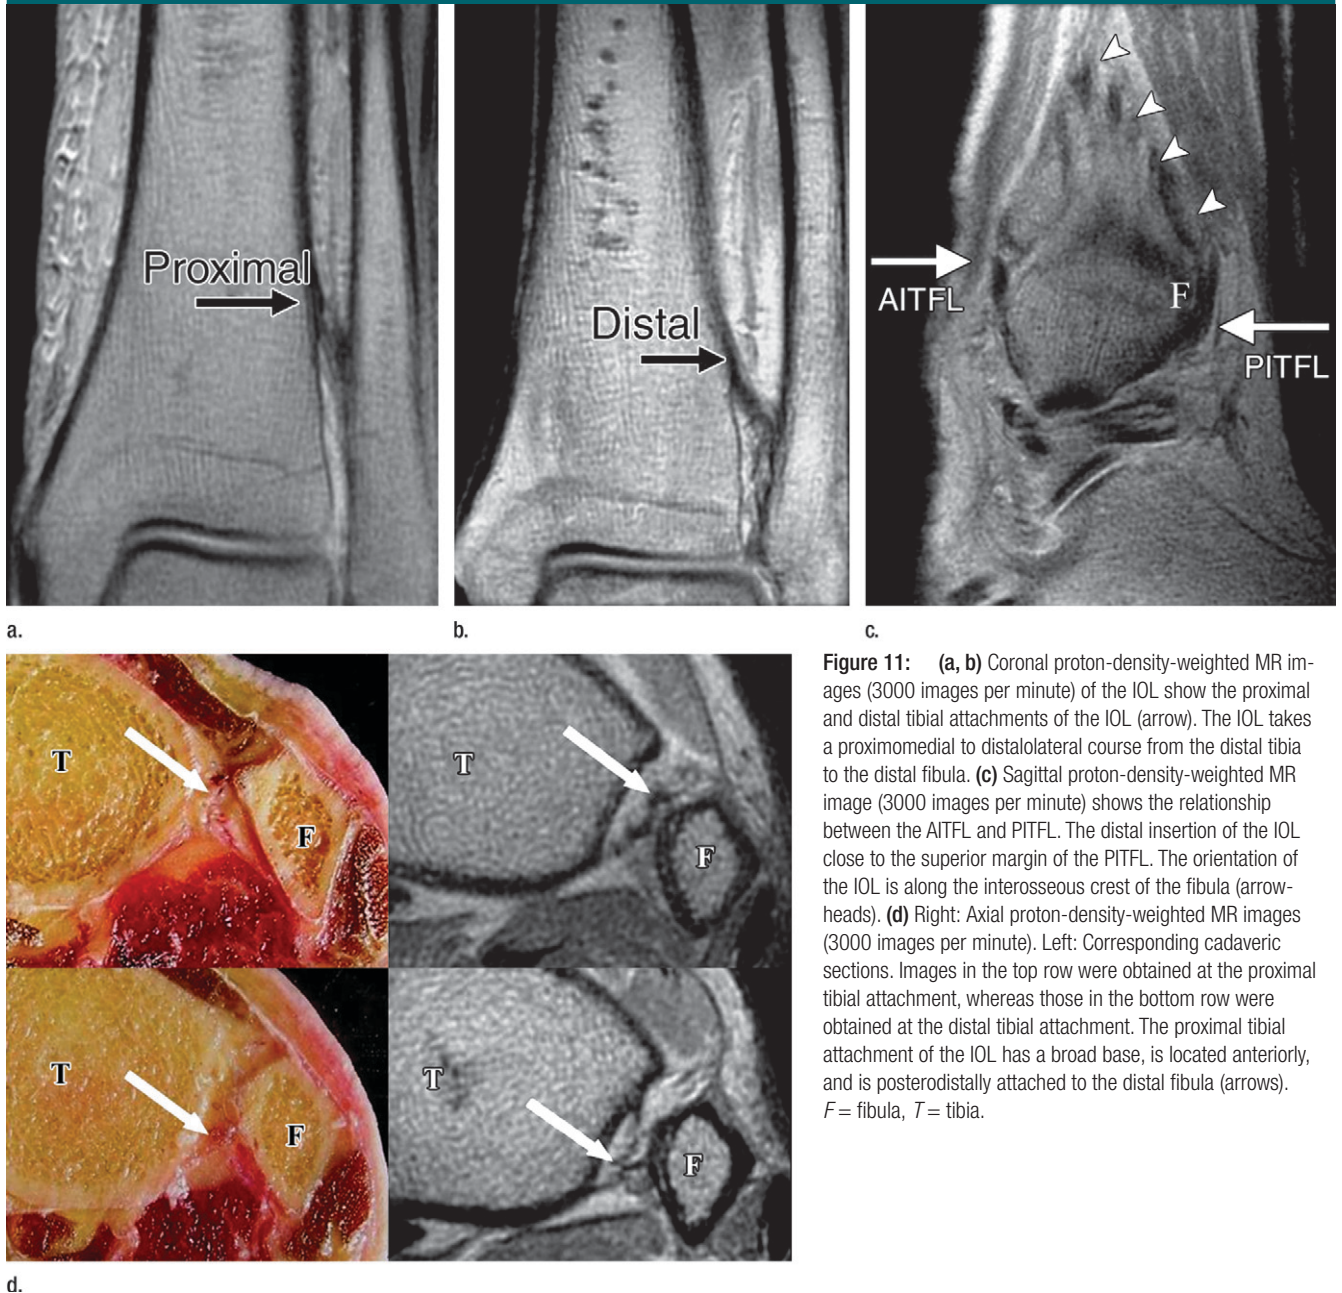 Proximal
Distal
AITFL
F
PITFL
a.
b.
c.
T
F
T
F
T
F
T
F
d.
Figure 11: (a, b) Coronal proton-density-weighted MR im-
ages (3000 images per minute) of the IOL show the proximal
and distal tibial attachments of the IOL (arrow). The IOL takes
a proximomedial to distalolateral course from the distal tibia
to the distal fibula. (c) Sagittal proton-density-weighted MR
image (3000 images per minute) shows the relationship
between the AITFL and PITFL. The distal insertion of the IOL
close to the superior margin of the PITFL. The orientation of
the IOL is along the interosseous crest of the fibula (arrow-
heads). (d) Right: Axial proton-density-weighted MR images
(3000 images per minute). Left: Corresponding cadaveric
sections. Images in the top row were obtained at the proximal
tibial attachment, whereas those in the bottom row were
obtained at the distal tibial attachment. The proximal tibial
attachment of the IOL has a broad base, is located anteriorly,
and is posterodistally attached to the distal fibula (arrows).
F = fibula, T = tibia.